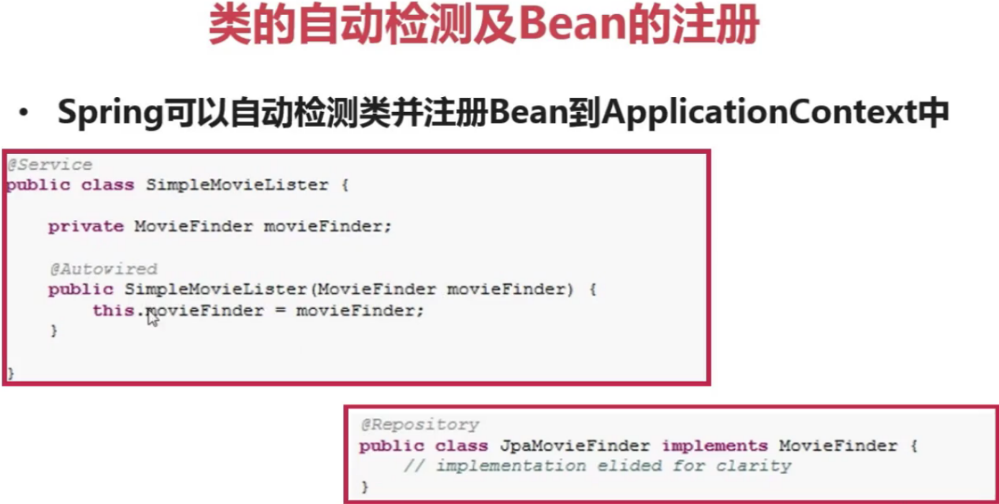 类的自动检测及Bean的注册
• Spring可以自动检测类并注册Bean到ApplicationContext中
@Service
public class SimpleMovieLister {
private MovieFinder movieFinder;
@Autowired
public SimpleMovieLister(MovieFinder movieFinder) {
this.movieFinder = movieFinder;
}
}
@Repository
public class JpaMovieFinder implements MovieFinder {
// implementation elided for clarity
}